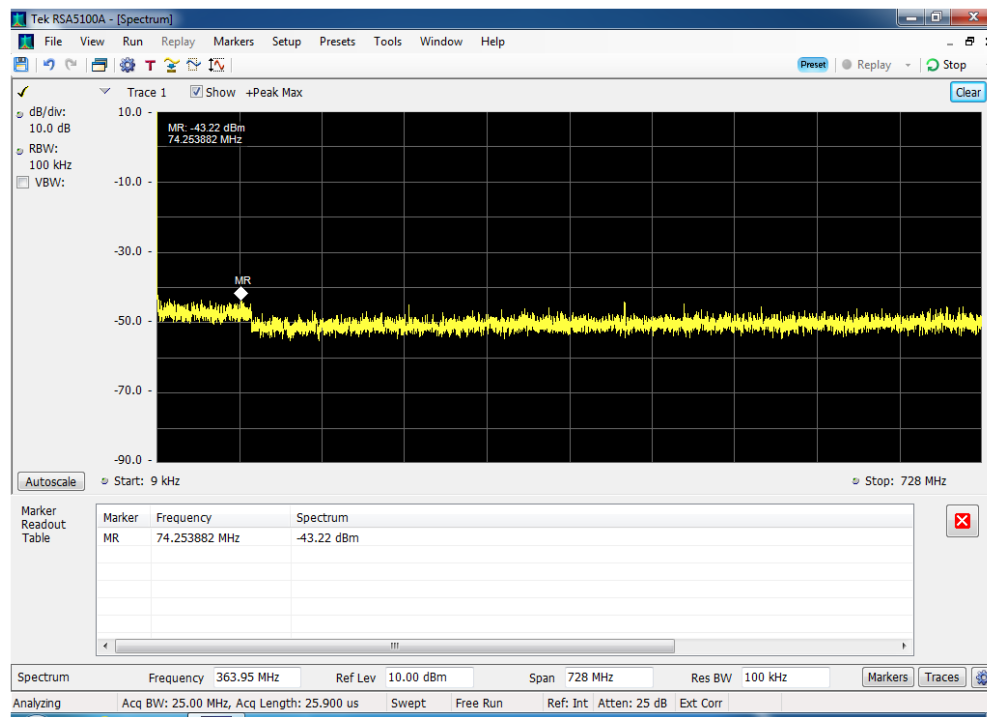 Tek RSA5100A - [Spectrum]
File View Run Replay Markers Setup Presets Tools Window Help
T Preset Replay Stop
Trace 1 Show +Peak Max Clear
dB/div:
10.0 dB
RBW:
100 kHz
VBW:
10.0
-10.0
-30.0
-50.0
-70.0
-90.0
MR: -43.22 dBm
74.253882 MHz
MR
Autoscale Start: 9 kHz Stop: 728 MHz
Marker
Readout
Table
Marker Frequency Spectrum
MR 74.253882 MHz -43.22 dBm
Spectrum Frequency 363.95 MHz Ref Lev 10.00 dBm Span 728 MHz Res BW 100 kHz Markers Traces
Analyzing Acq BW: 25.00 MHz, Acq Length: 25.900 us Swept Free Run Ref: Int Atten: 25 dB Ext Corr